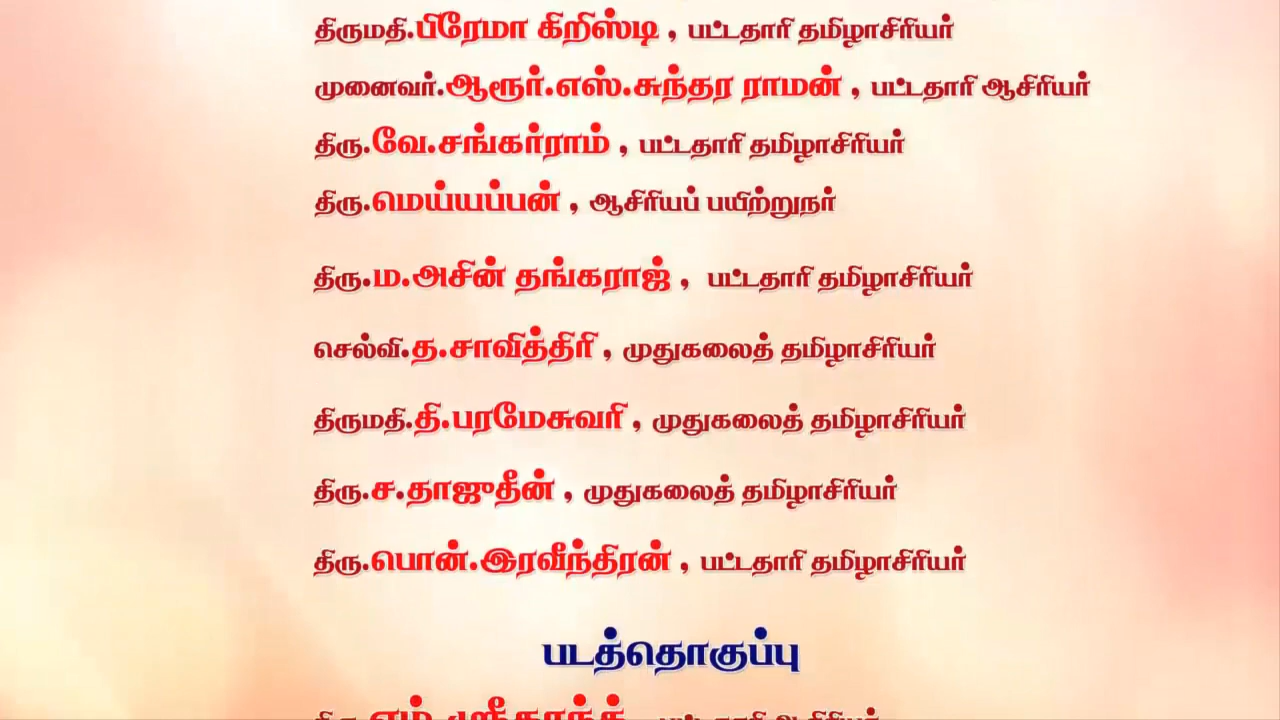 திருமதி.பிரேமா கிறிஸ்டி , பட்டதாரி தமிழாசிரியர்
முனைவர்.ஆரூர்.எஸ்.சுந்தர ராமன் , பட்டதாரி ஆசிரியர்
திரு.வே.சங்கர்ராம் , பட்டதாரி தமிழாசிரியர்
திரு.மெய்யப்பன் , ஆசிரியப் பயிற்றுநர்
திரு.ம.அசின் தங்கராஜ் , பட்டதாரி தமிழாசிரியர்
செல்வி.த.சாவித்திரி , முதுகலைத் தமிழாசிரியர்
திருமதி.தி.பரமேசுவரி , முதுகலைத் தமிழாசிரியர்
திரு.ச.தாஜுதீன் , முதுகலைத் தமிழாசிரியர்
திரு.பொன்.இரவீந்திரன் , பட்டதாரி தமிழாசிரியர்
படத்தொகுப்பு